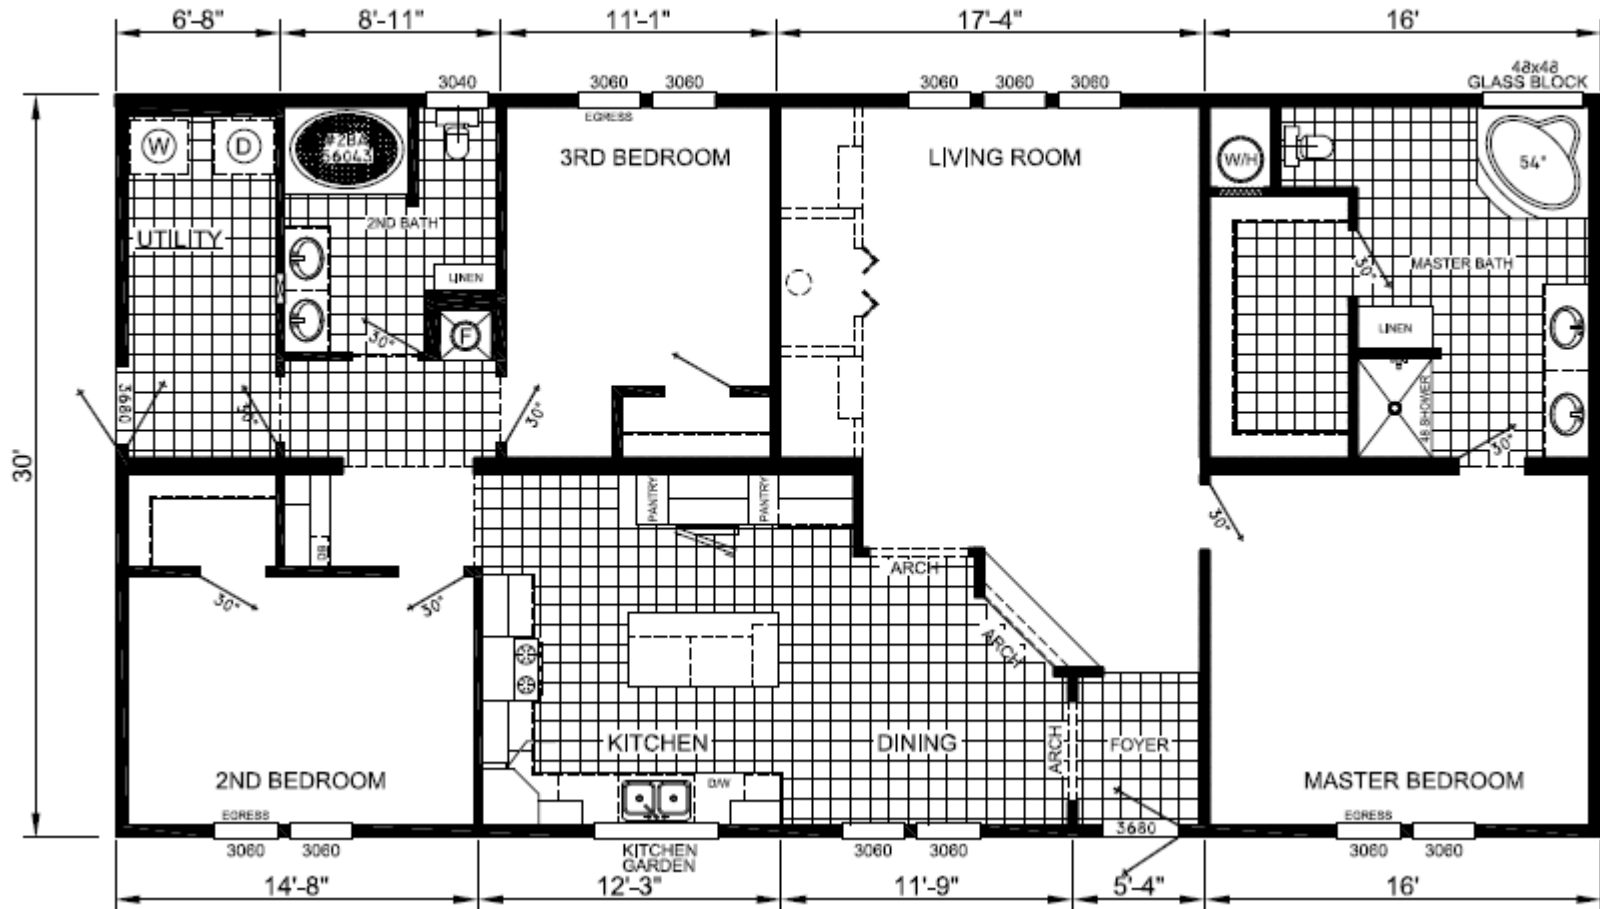 6'-8"
8'-11"
11'-1"
17'-4"
16'
3040
3060
3060
3060
3060
3060
48x48
GLASS BLOCK
EGRESS
W
D
#2BA
56043
3RD BEDROOM
LIVING ROOM
W/H
54"
2ND BATH
UTILITY
LINEN
MASTER BATH
30"
LINEN
30"
F
3680
30"
30"
48 SHOWER
30"
30'
PANTRY
PANTRY
30"
DB
30"
30"
ARCH
ARCH
KITCHEN
DINING
ARCH
FOYER
2ND BEDROOM
D/W
MASTER BEDROOM
EGRESS
EGRESS
3060
3060
KITCHEN
GARDEN
3060
3060
3680
3060
3060
14'-8"
12'-3"
11'-9"
5'-4"
16'